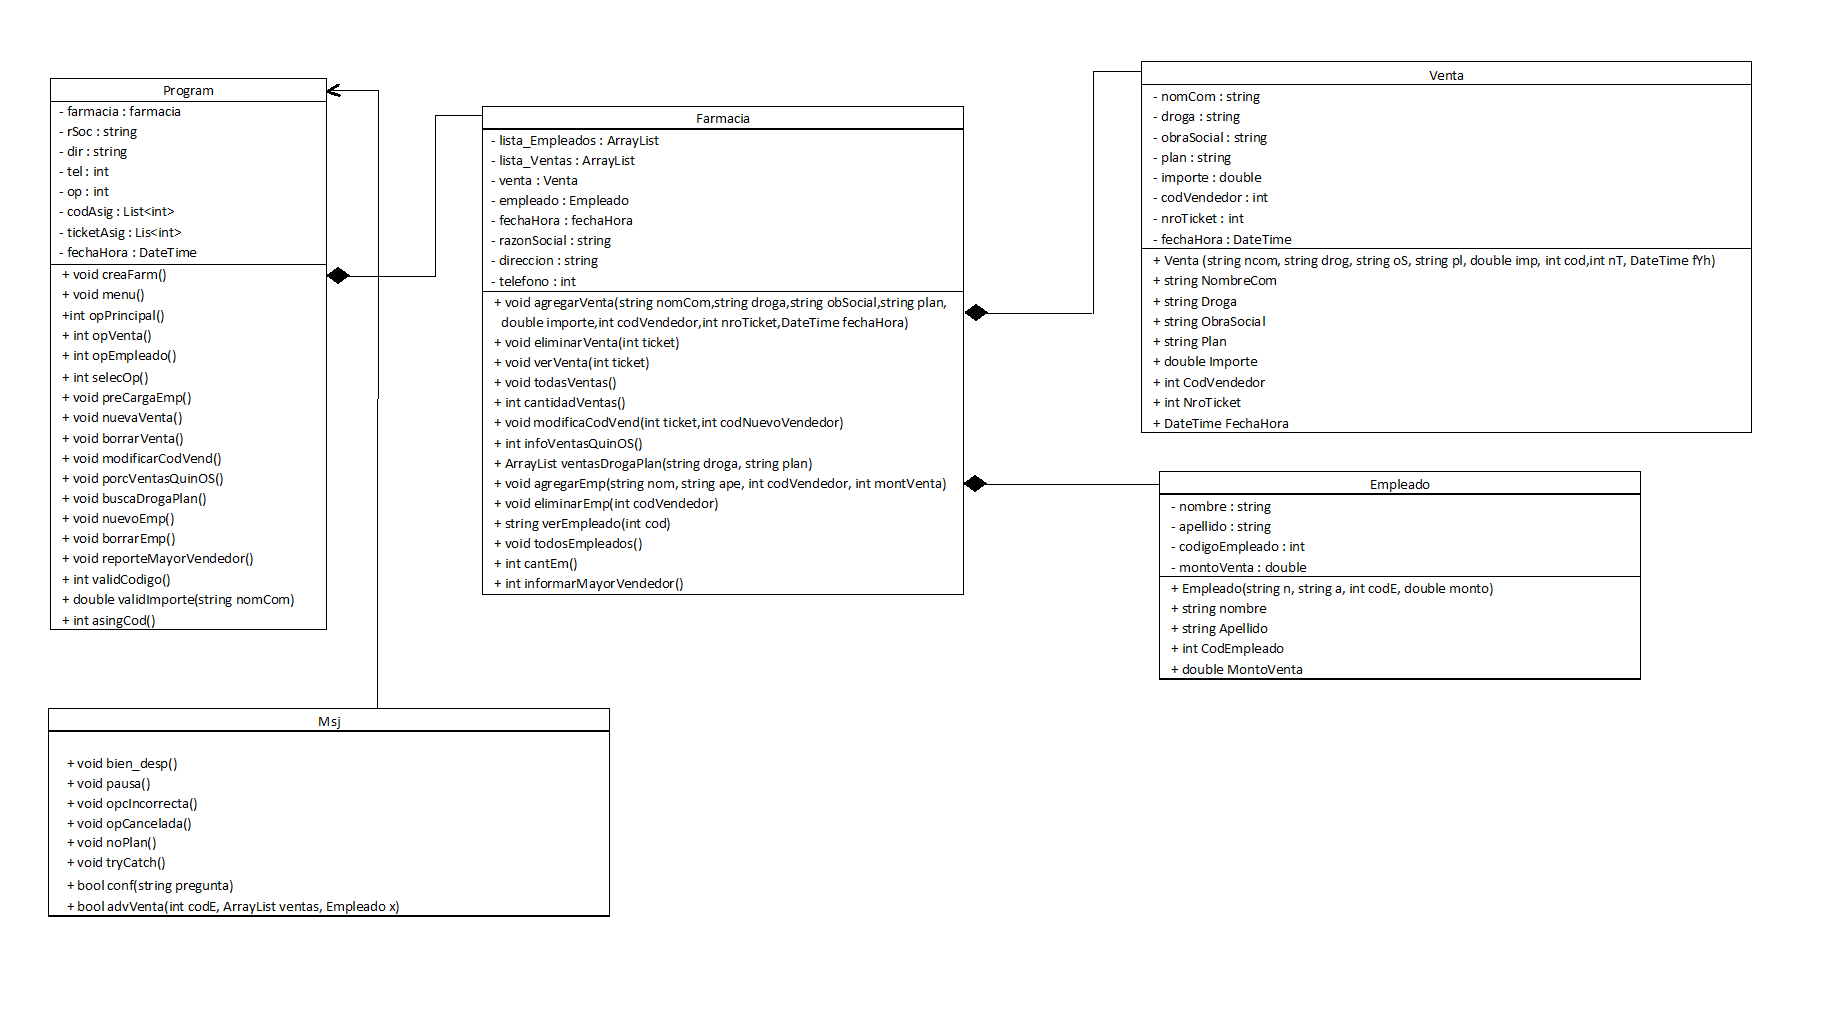 Program
- farmacia : farmacia
- rSoc : string
- dir : string
- tel : int
- op : int
- codAsig : List<int>
- ticketAsig : Lis<int>
- fechaHora : DateTime
+ void creaFarm()
+ void menu()
+int opPrincipal()
+ int opVenta()
+ int opEmpleado()
+ int selecOp()
+ void preCargaEmp()
+ void nuevaVenta()
+ void borrarVenta()
+ void modificarCodVend()
+ void porcVentasQuinOS()
+ void buscaDrogaPlan()
+ void nuevoEmp()
+ void borrarEmp()
+ void reporteMayorVendedor()
+ int validCodigo()
+ double validImporte(string nomCom)
+ int asingCod()
Farmacia
- lista_Empleados : ArrayList
- lista_Ventas : ArrayList
- venta : Venta
- empleado : Empleado
- fechaHora : fechaHora
- razonSocial : string
- direccion : string
- telefono : int
+ void agregarVenta(string nomCom,string droga,string obSocial,string plan,
double importe,int codVendedor,int nroTicket,DateTime fechaHora)
+ void eliminarVenta(int ticket)
+ void verVenta(int ticket)
+ void todasVentas()
+ int cantidadVentas()
+ void modificaCodVend(int ticket,int codNuevoVendedor)
+ int infoVentasQuinOS()
+ ArrayList ventasDrogaPlan(string droga, string plan)
+ void agregarEmp(string nom, string ape, int codVendedor, int montVenta)
+ void eliminarEmp(int codVendedor)
+ string verEmpleado(int cod)
+ void todosEmpleados()
+ int cantEm()
+ int informarMayorVendedor()
Venta
- nomCom : string
- droga : string
- obraSocial : string
- plan : string
- importe : double
- codVendedor : int
- nroTicket : int
- fechaHora : DateTime
+ Venta (string ncom, string drog, string oS, string pl, double imp, int cod,int nT, DateTime fYh)
+ string NombreCom
+ string Droga
+ string ObraSocial
+ string Plan
+ double Importe
+ int CodVendedor
+ int NroTicket
+ DateTime FechaHora
Empleado
- nombre : string
- apellido : string
- codigoEmpleado : int
- montoVenta : double
+ Empleado(string n, string a, int codE, double monto)
+ string nombre
+ string Apellido
+ int CodEmpleado
+ double MontoVenta
Msj
+ void bien_desp()
+ void pausa()
+ void opcIncorrecta()
+ void opCancelada()
+ void noPlan()
+ void tryCatch()
+ bool conf(string pregunta)
+ bool advVenta(int codE, ArrayList ventas, Empleado x)